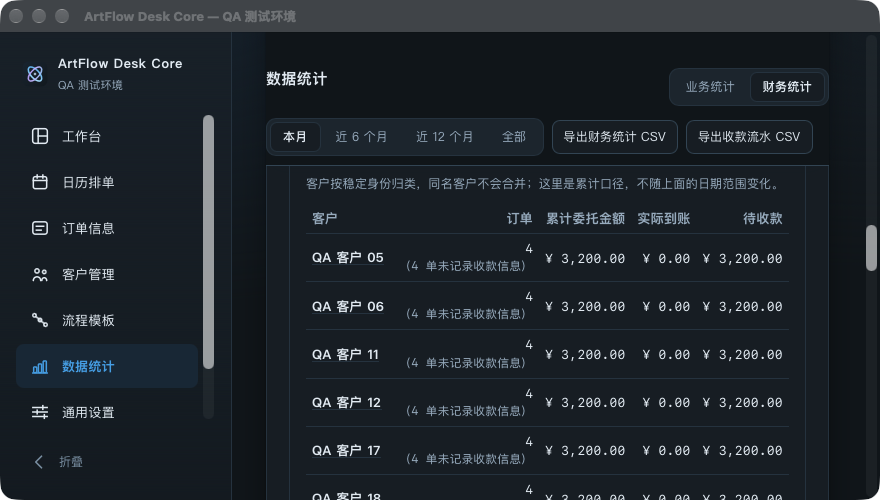 ArtFlow Desk Core — QA 测试环境
ArtFlow Desk Core
QA 测试环境
工作台
日历排单
订单信息
客户管理
流程模板
数据统计
通用设置
折叠
数据统计
业务统计 财务统计
本月 近 6 个月 近 12 个月 全部 导出财务统计 CSV 导出收款流水 CSV
客户按稳定身份归类，同名客户不会合并；这里是累计口径，不随上面的日期范围变化。
客户 订单 累计委托金额 实际到账 待收款
QA 客户 05 4 ¥ 3,200.00 ¥ 0.00 ¥ 3,200.00
(4 单未记录收款信息)
QA 客户 06 4 ¥ 3,200.00 ¥ 0.00 ¥ 3,200.00
(4 单未记录收款信息)
QA 客户 11 4 ¥ 3,200.00 ¥ 0.00 ¥ 3,200.00
(4 单未记录收款信息)
QA 客户 12 4 ¥ 3,200.00 ¥ 0.00 ¥ 3,200.00
(4 单未记录收款信息)
QA 客户 17 4 ¥ 3,200.00 ¥ 0.00 ¥ 3,200.00
(4 单未记录收款信息)
QA 客户 18 4